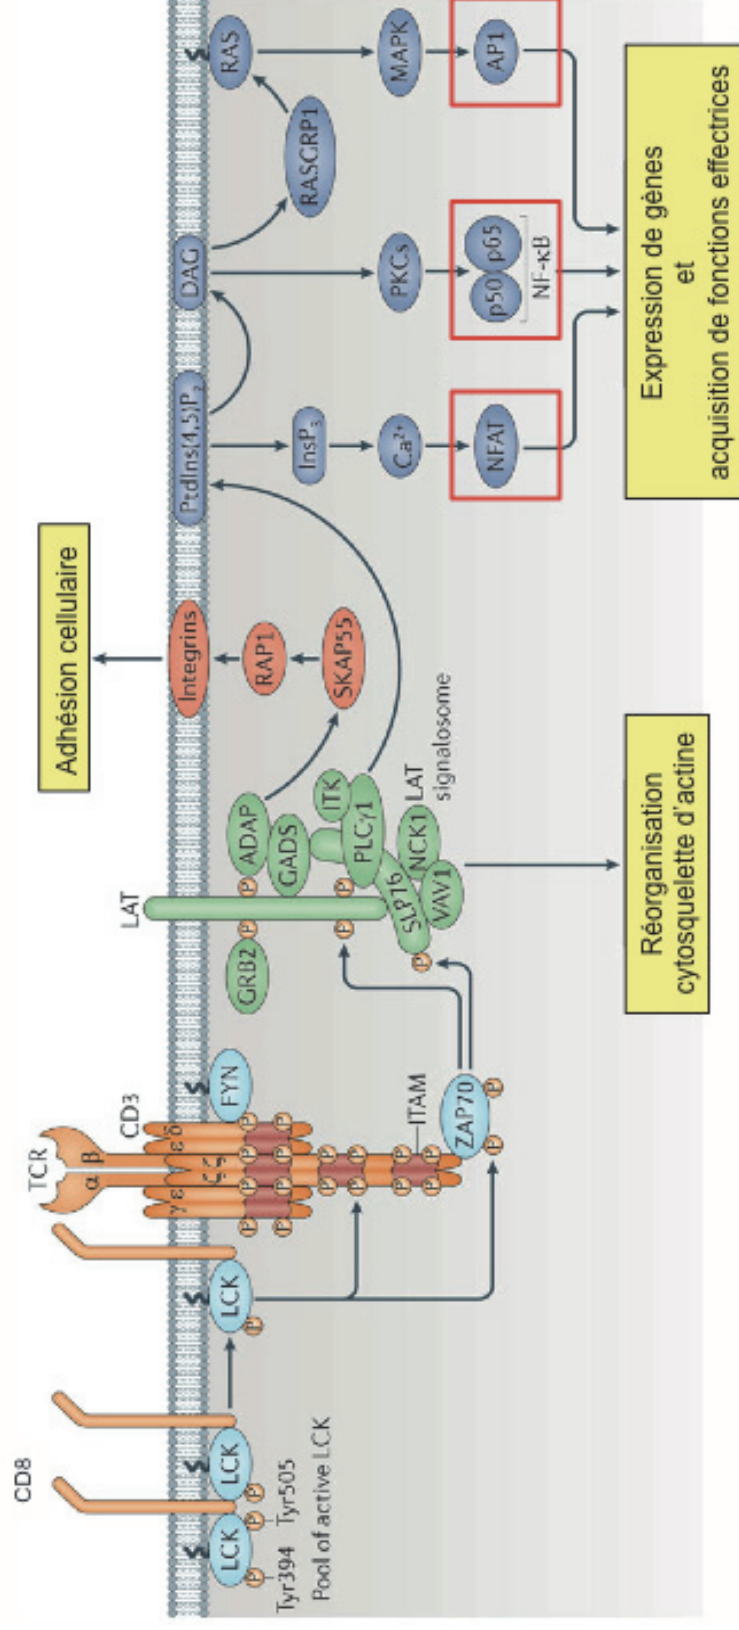 CD8
LCK
LCK
P
P
P
Tyr394
Tyr505
Pool of active LCK
LCK
P
TCR
α β
CD3
γ ε
ζ ζ
ε δ
P P P P P P
P P P P P P
P P
P P
P P
P P
ITAM
FYN
ZAP70
P
P
LAT
GRB2
P P
ADAP
GADS
P P
ITK
PLCγ1
SLP76
P
NCK1
VAV1
LAT
signalosome
Réorganisation
cytosquelette d'actine
Adhésion cellulaire
Integrins
RAP1
SKAP55
PtdIns(4,5)P2
InsP3
Ca2+
NFAT
DAG
PKCs
p50 p65
NF-κB
RASGRP1
RAS
MAPK
AP1
Expression de gènes
et
acquisition de fonctions effectrices